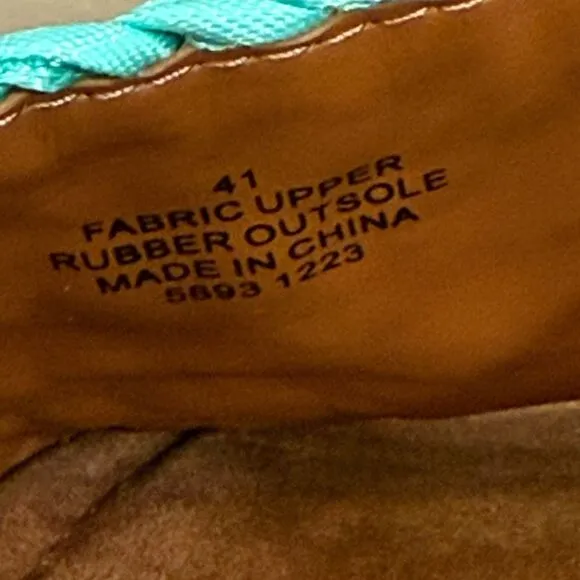 41
FABRIC UPPER
RUBBER OUTSOLE
MADE IN CHINA
5893 1223